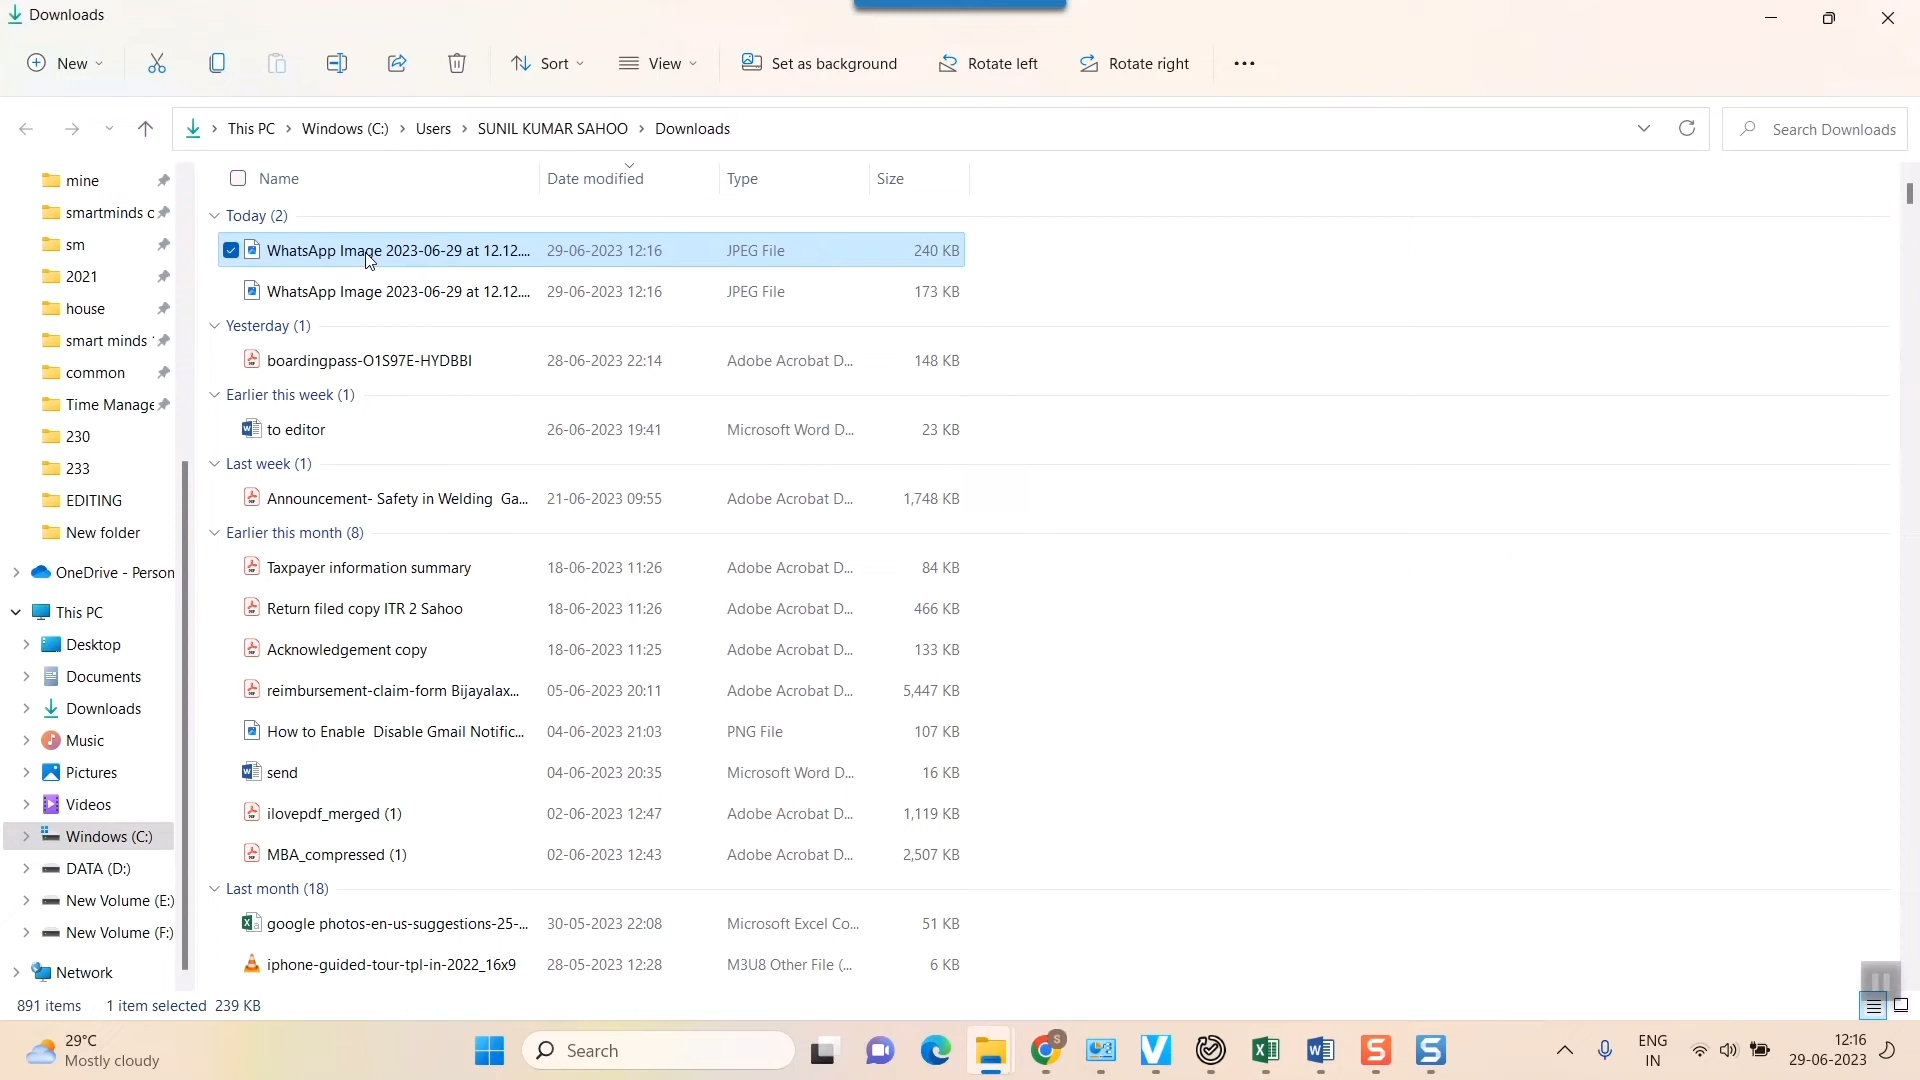 Downloads
New
Sort
View
Set as background
Rotate left
Rotate right
This PC > Windows (C:) > Users > SUNIL KUMAR SAHOO > Downloads
Search Downloads
mine
smartminds c
sm
2021
house
smart minds
common
Time Manage
230
233
EDITING
New folder
OneDrive - Person
This PC
Desktop
Documents
Downloads
Music
Pictures
Videos
Windows (C:)
DATA (D:)
New Volume (E:)
New Volume (F:)
Network
Name Date modified Type Size
Today (2)
WhatsApp Image 2023-06-29 at 12.12.... 29-06-2023 12:16 JPEG File 240 KB
WhatsApp Image 2023-06-29 at 12.12.... 29-06-2023 12:16 JPEG File 173 KB
Yesterday (1)
boardingpass-O1S97E-HYDBBI 28-06-2023 22:14 Adobe Acrobat D... 148 KB
Earlier this week (1)
to editor 26-06-2023 19:41 Microsoft Word D... 23 KB
Last week (1)
Announcement- Safety in Welding Ga... 21-06-2023 09:55 Adobe Acrobat D... 1,748 KB
Earlier this month (8)
Taxpayer information summary 18-06-2023 11:26 Adobe Acrobat D... 84 KB
Return filed copy ITR 2 Sahoo 18-06-2023 11:26 Adobe Acrobat D... 466 KB
Acknowledgement copy 18-06-2023 11:25 Adobe Acrobat D... 133 KB
reimbursement-claim-form Bijayalax... 05-06-2023 20:11 Adobe Acrobat D... 5,447 KB
How to Enable Disable Gmail Notific... 04-06-2023 21:03 PNG File 107 KB
send 04-06-2023 20:35 Microsoft Word D... 16 KB
ilovepdf_merged (1) 02-06-2023 12:47 Adobe Acrobat D... 1,119 KB
MBA_compressed (1) 02-06-2023 12:43 Adobe Acrobat D... 2,507 KB
Last month (18)
google photos-en-us-suggestions-25-... 30-05-2023 22:08 Microsoft Excel Co... 51 KB
iphone-guided-tour-tpl-in-2022_16x9 28-05-2023 12:28 M3U8 Other File (... 6 KB
891 items 1 item selected 239 KB
29°C
Mostly cloudy
Search
ENG
IN
12:16
29-06-2023